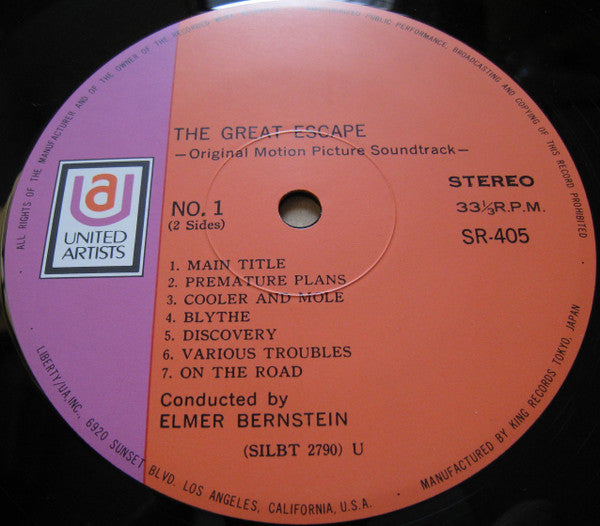 ALL RIGHTS OF THE MANUFACTURER AND OF THE OWNER OF THE RECORDED WORK PUBLIC PERFORMANCE, BROADCASTING AND COPYING OF THIS RECORD PROHIBITED
THE GREAT ESCAPE
—Original Motion Picture Soundtrack—
UA
UNITED
ARTISTS
NO. 1
(2 Sides)
STEREO
33⅓R.P.M.
SR-405
1. MAIN TITLE
2. PREMATURE PLANS
3. COOLER AND MOLE
4. BLYTHE
5. DISCOVERY
6. VARIOUS TROUBLES
7. ON THE ROAD
Conducted by
ELMER BERNSTEIN
(SILBT 2790) U
LIBERTY/UA, INC., 6920 SUNSET BLVD. LOS ANGELES, CALIFORNIA, U.S.A.
MANUFACTURED BY KING RECORDS TOKYO, JAPAN